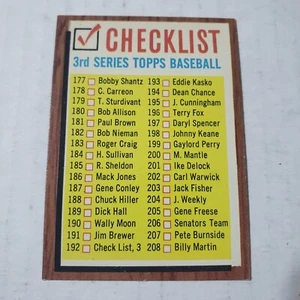 CHECKLIST
3rd SERIES TOPPS BASEBALL
177 Bobby Shantz
178 C. Carreon
179 T. Sturdivant
180 Bob Allison
181 Paul Brown
182 Bob Nieman
183 Roger Craig
184 H. Sullivan
185 R. Sheldon
186 Mack Jones
187 Gene Conley
188 Chuck Hiller
189 Dick Hall
190 Wally Moon
191 Jim Brewer
192 Check List, 3
193 Eddie Kasko
194 Dean Chance
195 J. Cunningham
196 Terry Fox
197 Daryl Spencer
198 Johnny Keane
199 Gaylord Perry
200 M. Mantle
201 Ike Delock
202 Carl Warwick
203 Jack Fisher
204 J. Weekly
205 Gene Freese
206 Senators Team
207 Pete Burnside
208 Billy Martin